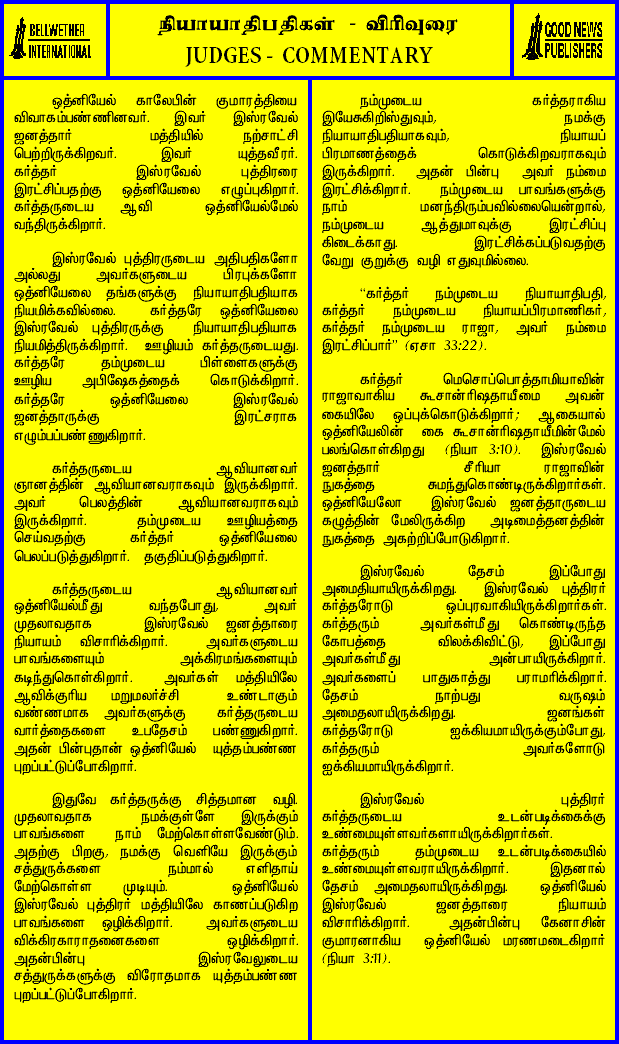 BELLWETHER
INTERNATIONAL
நியாயாதிபதிகள் - விரிவுரை
JUDGES - COMMENTARY
GOOD NEWS
PUBLISHERS
ஒத்னியேல் காலேபின் குமாரத்தியை
விவாகம்பண்ணினவர். இவர் இஸ்ரவேல்
ஜனத்தார் மத்தியில் நற்சாட்சி
பெற்றிருக்கிறவர். இவர் யுத்தவீரர்.
கர்த்தர் இஸ்ரவேல் புத்திரரை
இரட்சிப்பதற்கு ஒத்னியேலை எழுப்புகிறார்.
கர்த்தருடைய ஆவி ஒத்னியேல்மேல்
வந்திருக்கிறார்.
இஸ்ரவேல் புத்திரருடைய அதிபதிகளோ
அல்லது அவர்களுடைய பிரபுக்களோ
ஒத்னியேலை தங்களுக்கு நியாயாதிபதியாக
நியமிக்கவில்லை. கர்த்தரே ஒத்னியேலை
இஸ்ரவேல் புத்திரருக்கு நியாயாதிபதியாக
நியமித்திருக்கிறார். ஊழியம் கர்த்தருடையது.
கர்த்தரே தம்முடைய பிள்ளைகளுக்கு
ஊழிய அபிஷேகத்தைக் கொடுக்கிறார்.
கர்த்தரே ஒத்னியேலை இஸ்ரவேல்
ஜனத்தாருக்கு இரட்சராக
எழும்பப்பண்ணுகிறார்.
கர்த்தருடைய ஆவியானவர்
ஞானத்தின் ஆவியானவராகவும் இருக்கிறார்.
அவர் பெலத்தின் ஆவியானவராகவும்
இருக்கிறார். தம்முடைய ஊழியத்தை
செய்வதற்கு கர்த்தர் ஒத்னியேலை
பெலப்படுத்துகிறார். தகுதிப்படுத்துகிறார்.
கர்த்தருடைய ஆவியானவர்
ஒத்னியேல்மீது வந்தபோது, அவர்
முதலாவதாக இஸ்ரவேல் ஜனத்தாரை
நியாயம் விசாரிக்கிறார். அவர்களுடைய
பாவங்களையும் அக்கிரமங்களையும்
கடிந்துகொள்கிறார். அவர்கள் மத்தியிலே
ஆவிக்குரிய மறுமலர்ச்சி உண்டாகும்
வண்ணமாக அவர்களுக்கு கர்த்தருடைய
வார்த்தைகளை உபதேசம் பண்ணுகிறார்.
அதன் பின்புதான் ஒத்னியேல் யுத்தம்பண்ண
புறப்பட்டுப்போகிறார்.
இதுவே கர்த்தருக்கு சித்தமான வழி.
முதலாவதாக நமக்குள்ளே இருக்கும்
பாவங்களை நாம் மேற்கொள்ளவேண்டும்.
அதற்கு பிறகு, நமக்கு வெளியே இருக்கும்
சத்துருக்களை நம்மால் எளிதாய்
மேற்கொள்ள முடியும். ஒத்னியேல்
இஸ்ரவேல் புத்திரர் மத்தியிலே காணப்படுகிற
பாவங்களை ஒழிக்கிறார். அவர்களுடைய
விக்கிரகாராதனைகளை ஒழிக்கிறார்.
அதன்பின்பு இஸ்ரவேலுடைய
சத்துருக்களுக்கு விரோதமாக யுத்தம்பண்ண
புறப்பட்டுப்போகிறார்.
நம்முடைய கர்த்தராகிய
இயேசுகிறிஸ்துவும், நமக்கு
நியாயாதிபதியாகவும், நியாயப்
பிரமாணத்தைக் கொடுக்கிறவராகவும்
இருக்கிறார். அதன் பின்பு அவர் நம்மை
இரட்சிக்கிறார். நம்முடைய பாவங்களுக்கு
நாம் மனந்திரும்பவில்லையென்றால்,
நம்முடைய ஆத்துமாவுக்கு இரட்சிப்பு
கிடைக்காது. இரட்சிக்கப்படுவதற்கு
வேறு குறுக்கு வழி எதுவுமில்லை.
"கர்த்தர் நம்முடைய நியாயாதிபதி,
கர்த்தர் நம்முடைய நியாயப்பிரமாணிகர்,
கர்த்தர் நம்முடைய ராஜா, அவர் நம்மை
இரட்சிப்பார்" (ஏசா 33:22).
கர்த்தர் மெசொப்பொத்தாமியாவின்
ராஜாவாகிய கூசான்ரிஷதாயீமை அவன்
கையிலே ஒப்புக்கொடுக்கிறார்; ஆகையால்
ஒத்னியேலின் கை கூசான்ரிஷதாயீமின்மேல்
பலங்கொள்கிறது (நியா 3:10). இஸ்ரவேல்
ஜனத்தார் சீரியா ராஜாவின்
நுகத்தை சுமந்துகொண்டிருக்கிறார்கள்.
ஒத்னியேலோ இஸ்ரவேல் ஜனத்தாருடைய
கழுத்தின் மேலிருக்கிற அடிமைத்தனத்தின்
நுகத்தை அகற்றிப்போடுகிறார்.
இஸ்ரவேல் தேசம் இப்போது
அமைதியாயிருக்கிறது. இஸ்ரவேல் புத்திரர்
கர்த்தரோடு ஒப்புரவாகியிருக்கிறார்கள்.
கர்த்தரும் அவர்கள்மீது கொண்டிருந்த
கோபத்தை விலக்கிவிட்டு, இப்போது
அவர்கள்மீது அன்பாயிருக்கிறார்.
அவர்களைப் பாதுகாத்து பராமரிக்கிறார்.
தேசம் நாற்பது வருஷம்
அமைதலாயிருக்கிறது. ஜனங்கள்
கர்த்தரோடு ஐக்கியமாயிருக்கும்போது,
கர்த்தரும் அவர்களோடு
ஐக்கியமாயிருக்கிறார்.
இஸ்ரவேல் புத்திரர்
கர்த்தருடைய உடன்படிக்கைக்கு
உண்மையுள்ளவர்களாயிருக்கிறார்கள்.
கர்த்தரும் தம்முடைய உடன்படிக்கையில்
உண்மையுள்ளவராயிருக்கிறார். இதனால்
தேசம் அமைதலாயிருக்கிறது. ஒத்னியேல்
இஸ்ரவேல் ஜனத்தாரை நியாயம்
விசாரிக்கிறார். அதன்பின்பு கேனாசின்
குமாரனாகிய ஒத்னியேல் மரணமடைகிறார்
(நியா 3:11).